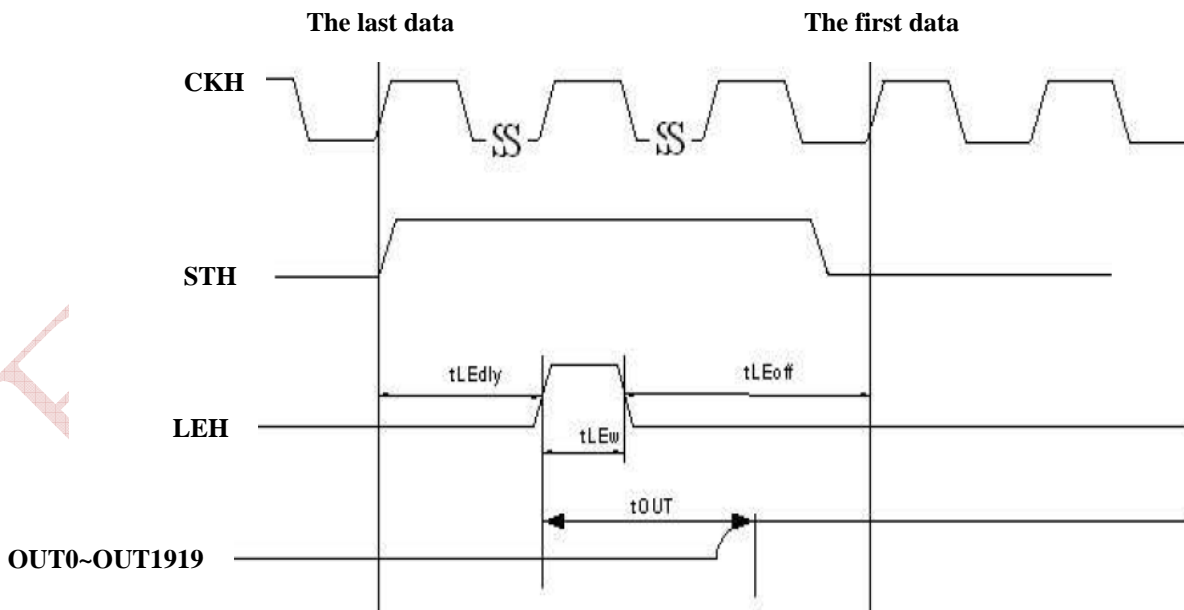 The last data
The first data
CKH
STH
tLEdly
tLEoff
LEH
tLEw
tOUT
OUT0~OUT1919